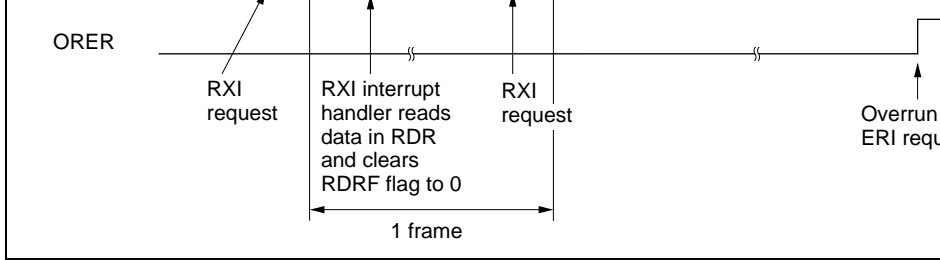 ORER
RXI
request
RXI interrupt
handler reads
data in RDR
and clears
RDRF flag to 0
RXI
request
Overrun
ERI requ
1 frame